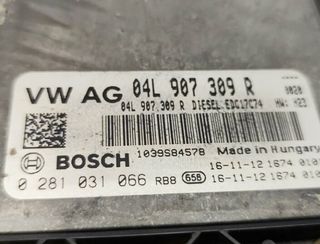 VW AG 04L 907 309 R
04L 907 309 R DIESEL EDC17C74 HW: H23
BOSCH 1039S84578 Made in Hungary
16-11-12 1674 010
0 281 031 066 RB8 658 16-11-12 1674 010